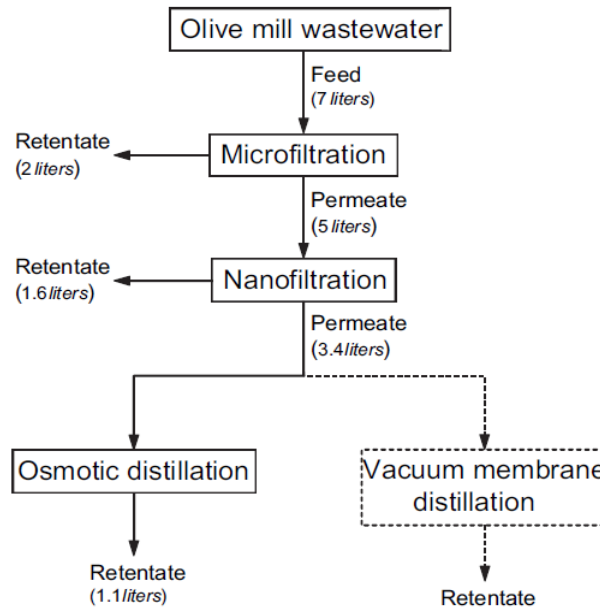 Olive mill wastewater
Feed
(7 liters)
Retentate
(2 liters)
Microfiltration
Permeate
(5 liters)
Retentate
(1.6 liters)
Nanofiltration
Permeate
(3.4 liters)
Osmotic distillation
Vacuum membrane
distillation
Retentate
(1.1 liters)
Retentate